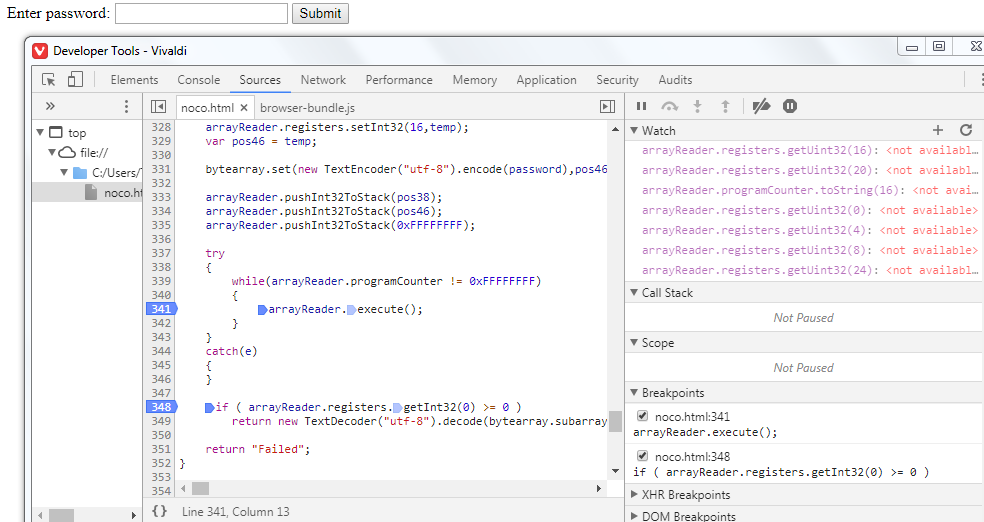 Enter password: Submit
Developer Tools - Vivaldi
Elements Console Sources Network Performance Memory Application Security Audits
noco.html × browser-bundle.js
top
file://
C:/Users/
noco.ht
328 arrayReader.registers.setInt32(16,temp);
329 var pos46 = temp;
330
331 bytearray.set(new TextEncoder("utf-8").encode(password),pos46
332
333 arrayReader.pushInt32ToStack(pos38);
334 arrayReader.pushInt32ToStack(pos46);
335 arrayReader.pushInt32ToStack(0xFFFFFFFF);
336
337 try
338 {
339 while(arrayReader.programCounter != 0xFFFFFFFF)
340 {
341 arrayReader.execute();
342 }
343 }
344 catch(e)
345 {
346 }
347
348 if ( arrayReader.registers.getInt32(0) >= 0 )
349 return new TextDecoder("utf-8").decode(bytearray.subarray
350
351 return "Failed";
352 }
353
354
{} Line 341, Column 13
Watch
arrayReader.registers.getUint32(16): <not availabl…
arrayReader.registers.getUint32(20): <not availabl…
arrayReader.programCounter.toString(16): <not avai…
arrayReader.registers.getUint32(0): <not available>
arrayReader.registers.getUint32(4): <not available>
arrayReader.registers.getUint32(8): <not available>
arrayReader.registers.getUint32(24): <not availabl…
Call Stack
Not Paused
Scope
Not Paused
Breakpoints
noco.html:341
arrayReader.execute();
noco.html:348
if ( arrayReader.registers.getInt32(0) >= 0 )
XHR Breakpoints
DOM Breakpoints